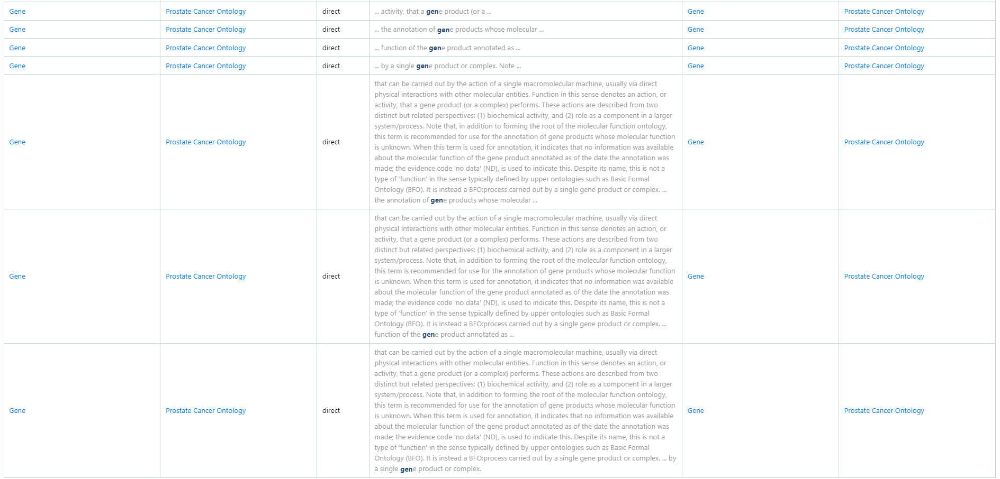 Gene Prostate Cancer Ontology direct ... activity, that a gene product (or a ... Gene Prostate Cancer Ontology
Gene Prostate Cancer Ontology direct ... the annotation of gene products whose molecular ... Gene Prostate Cancer Ontology
Gene Prostate Cancer Ontology direct ... function of the gene product annotated as ... Gene Prostate Cancer Ontology
Gene Prostate Cancer Ontology direct ... by a single gene product or complex. Note ... Gene Prostate Cancer Ontology
Gene Prostate Cancer Ontology direct
that can be carried out by the action of a single macromolecular machine, usually via direct
physical interactions with other molecular entities. Function in this sense denotes an action, or
activity, that a gene product (or a complex) performs. These actions are described from two
distinct but related perspectives: (1) biochemical activity, and (2) role as a component in a larger
system/process. Note that, in addition to forming the root of the molecular function ontology,
this term is recommended for use for the annotation of gene products whose molecular function
is unknown. When this term is used for annotation, it indicates that no information was available
about the molecular function of the gene product annotated as of the date the annotation was
made; the evidence code 'no data' (ND), is used to indicate this. Despite its name, this is not a
type of 'function' in the sense typically defined by upper ontologies such as Basic Formal
Ontology (BFO). It is instead a BFO:process carried out by a single gene product or complex. ...
the annotation of gene products whose molecular ...
Gene Prostate Cancer Ontology
Gene Prostate Cancer Ontology direct
that can be carried out by the action of a single macromolecular machine, usually via direct
physical interactions with other molecular entities. Function in this sense denotes an action, or
activity, that a gene product (or a complex) performs. These actions are described from two
distinct but related perspectives: (1) biochemical activity, and (2) role as a component in a larger
system/process. Note that, in addition to forming the root of the molecular function ontology,
this term is recommended for use for the annotation of gene products whose molecular function
is unknown. When this term is used for annotation, it indicates that no information was available
about the molecular function of the gene product annotated as of the date the annotation was
made; the evidence code 'no data' (ND), is used to indicate this. Despite its name, this is not a
type of 'function' in the sense typically defined by upper ontologies such as Basic Formal
Ontology (BFO). It is instead a BFO:process carried out by a single gene product or complex. ...
function of the gene product annotated as ...
Gene Prostate Cancer Ontology
Gene Prostate Cancer Ontology direct
that can be carried out by the action of a single macromolecular machine, usually via direct
physical interactions with other molecular entities. Function in this sense denotes an action, or
activity, that a gene product (or a complex) performs. These actions are described from two
distinct but related perspectives: (1) biochemical activity, and (2) role as a component in a larger
system/process. Note that, in addition to forming the root of the molecular function ontology,
this term is recommended for use for the annotation of gene products whose molecular function
is unknown. When this term is used for annotation, it indicates that no information was available
about the molecular function of the gene product annotated as of the date the annotation was
made; the evidence code 'no data' (ND), is used to indicate this. Despite its name, this is not a
type of 'function' in the sense typically defined by upper ontologies such as Basic Formal
Ontology (BFO). It is instead a BFO:process carried out by a single gene product or complex. ... by
a single gene product or complex.
Gene Prostate Cancer Ontology